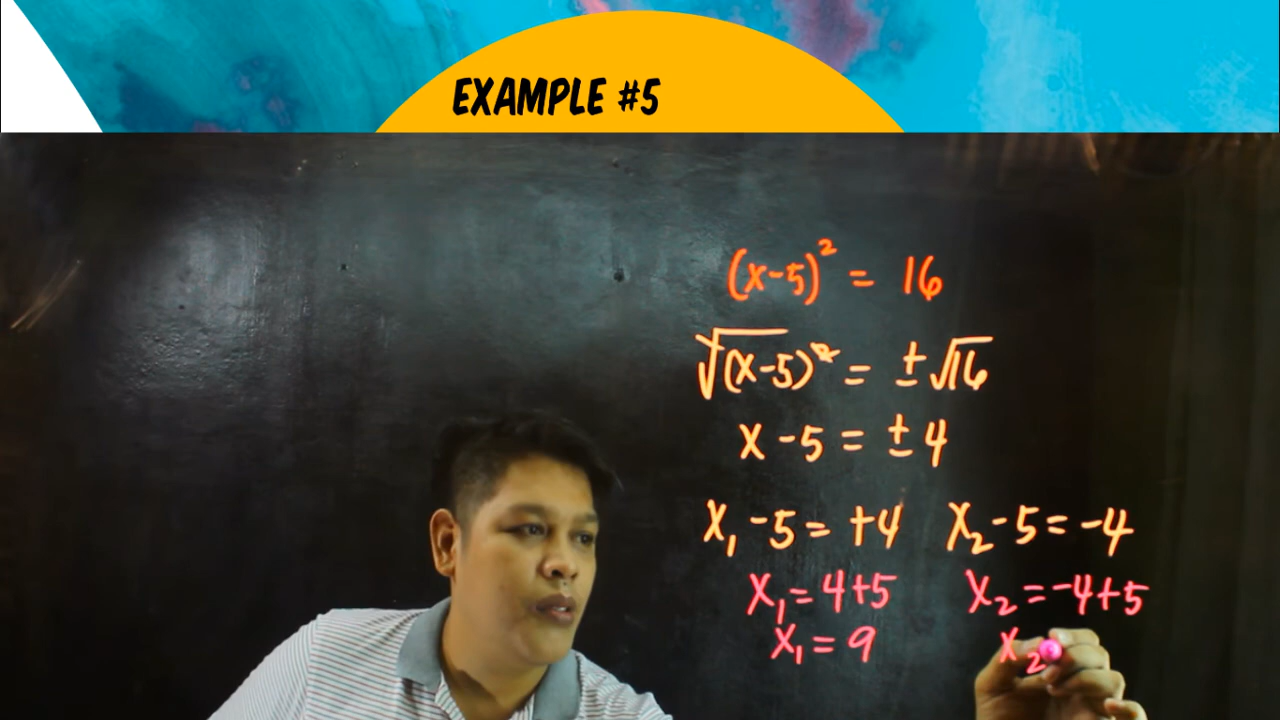 EXAMPLE #5
(x-5)² = 16
√(x-5)² = ±√16
x-5 = ±4
x₁-5 = +4 x₂-5 = -4
x₁ = 4+5 x₂ = -4+5
x₁ = 9 x₂